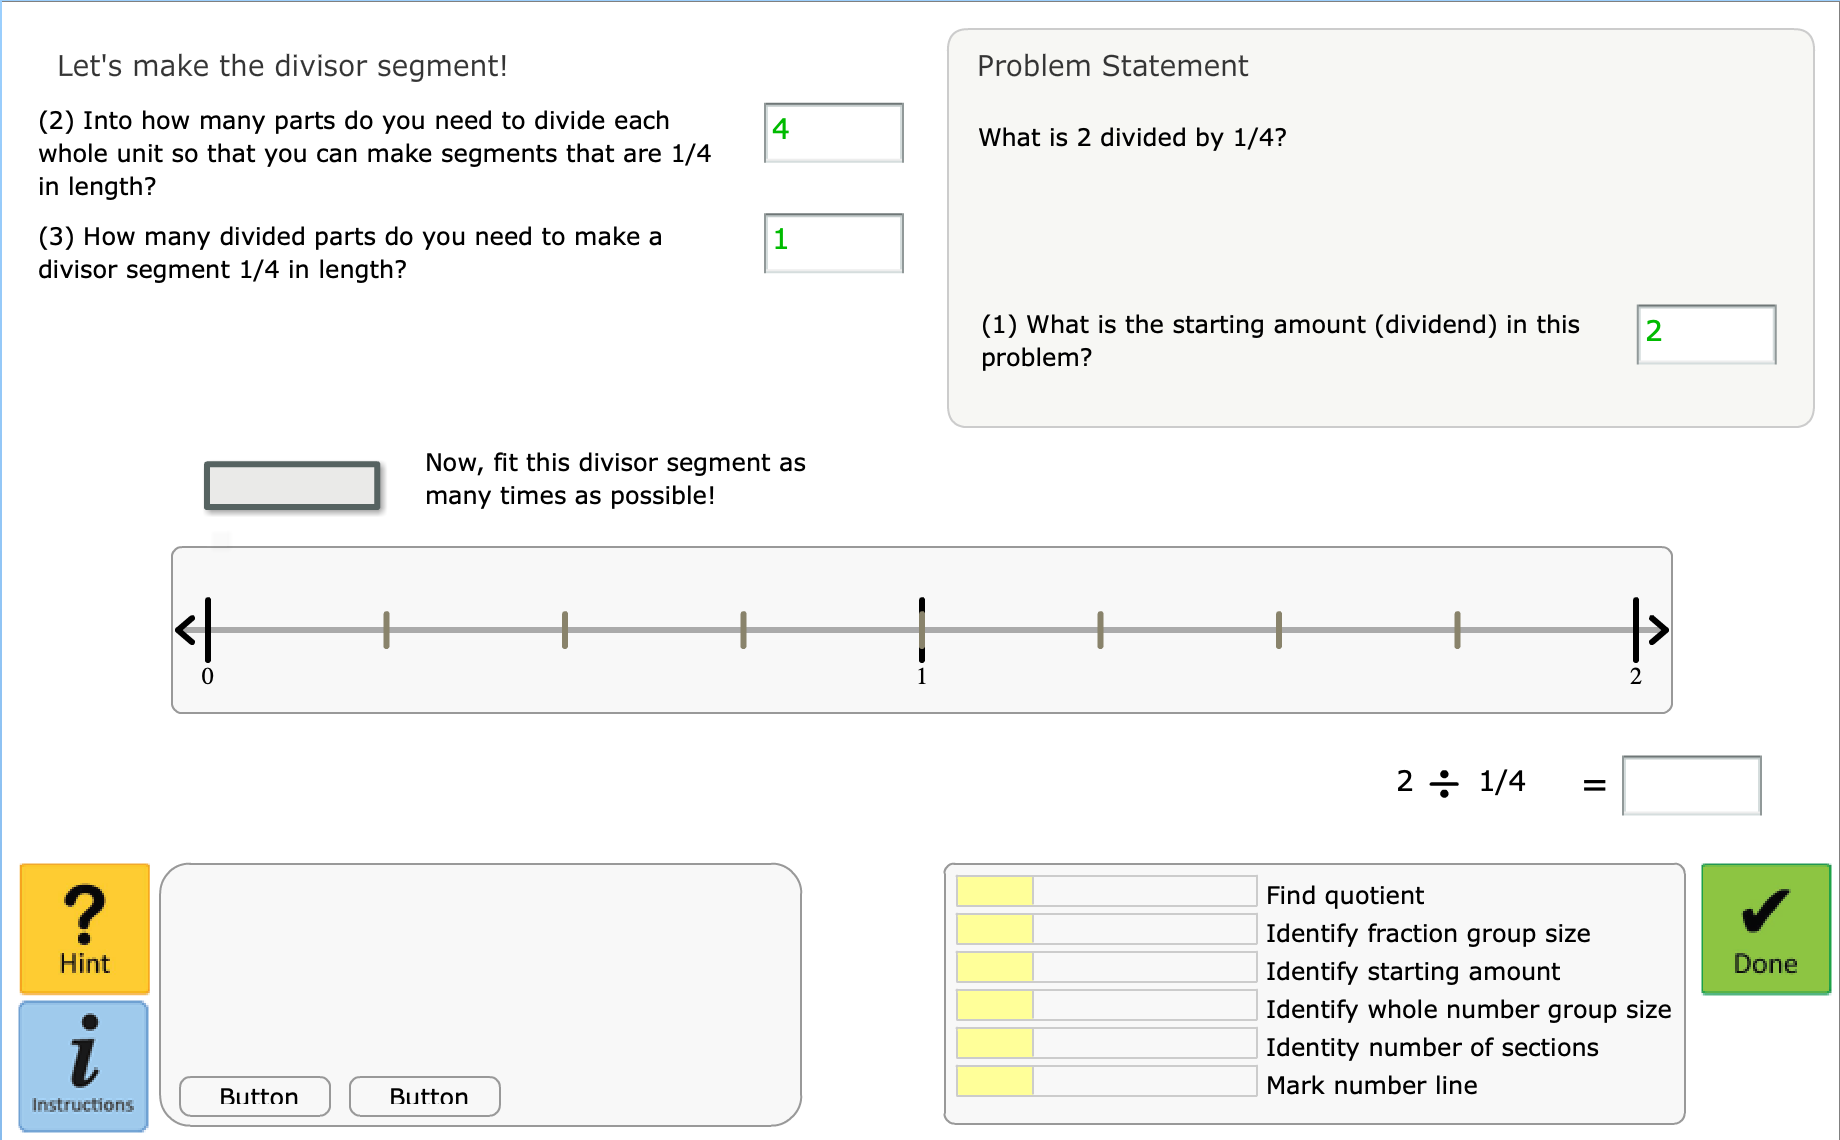 Let's make the divisor segment!
(2) Into how many parts do you need to divide each
whole unit so that you can make segments that are 1/4
in length?
4
(3) How many divided parts do you need to make a
divisor segment 1/4 in length?
1
Problem Statement
What is 2 divided by 1/4?
(1) What is the starting amount (dividend) in this
problem?
2
Now, fit this divisor segment as
many times as possible!
0 1 2
2 ÷ 1/4 =
? Hint
i Instructions
Button Button
Find quotient
Identify fraction group size
Identify starting amount
Identify whole number group size
Identity number of sections
Mark number line
Done